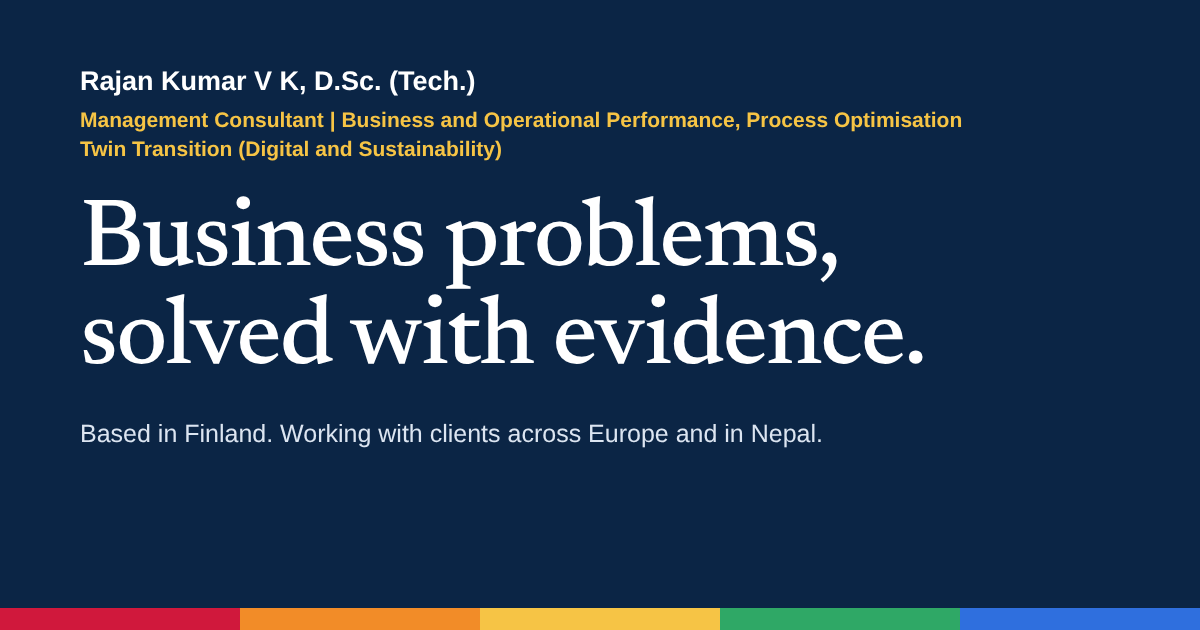 Rajan Kumar V K, D.Sc. (Tech.)
Management Consultant | Business and Operational Performance, Process Optimisation
Twin Transition (Digital and Sustainability)
Business problems,
solved with evidence.
Based in Finland. Working with clients across Europe and in Nepal.